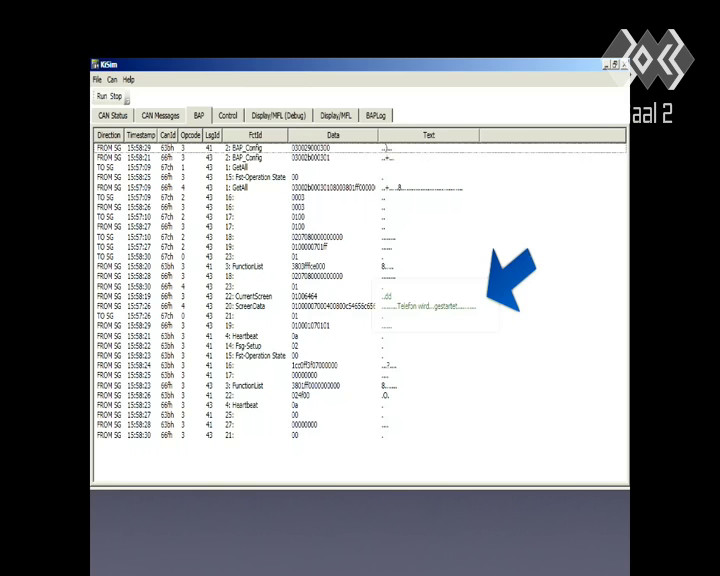 KiSim
File Can Help
Run Stop
CAN Status CAN Messages BAP Control Display/MFL (Debug) Display/MFL BAPLog
Direction Timestamp CanId Opcode LsgId FctId Data Text
FROM SG 15:58:29 63bh 3 41 2: BAP_Config 030029000300 ..)...
FROM SG 15:58:21 66fh 3 43 2: BAP_Config 03002b000301 ..+...
TO SG 15:57:09 67ch 1 43 1: GetAll
FROM SG 15:58:25 66fh 3 43 15: Fst-Operation State 00 .
FROM SG 15:57:09 66fh 4 43 1: GetAll
TO SG 15:57:09 67ch 2 43 16: 0003 ..
FROM SG 15:58:26 66fh 3 43 16: 0003 ..
TO SG 15:57:10 67ch 2 43 17: 0100 ..
FROM SG 15:58:27 66fh 3 43 17: 0100 ..
TO SG 15:57:10 67ch 2 43 18: 0207080000000000 ........
TO SG 15:57:27 67ch 2 43 19: 0100000701ff ......
TO SG 15:58:30 67ch 0 43 23: 01 .
FROM SG 15:58:20 63bh 3 41 3: FunctionList 3803fffce000 8.....
FROM SG 15:58:28 66fh 3 43 18: 0207080000000000 ........
FROM SG 15:58:30 66fh 4 43 23: 01 .
FROM SG 15:58:19 66fh 3 43 22: CurrentScreen 01006464 ..dd
FROM SG 15:57:26 66fh 4 43 20: ScreenData ..........Telefon wird...gestartet...........
TO SG 15:57:26 67ch 0 43 21: 01 .
FROM SG 15:58:29 66fh 3 43 19: 010001070101 ......
FROM SG 15:58:21 63bh 3 41 4: Heartbeat 0a .
FROM SG 15:58:22 63bh 3 41 14: Fsg-Setup 02 .
FROM SG 15:58:23 63bh 3 41 15: Fst-Operation State 00 .
FROM SG 15:58:24 63bh 3 41 16: 1cc0ff3f07000000 ...?....
FROM SG 15:58:25 63bh 3 41 17: 00000000 ....
FROM SG 15:58:23 66fh 3 43 3: FunctionList 3801ff0000000000 8.......
FROM SG 15:58:26 63bh 3 41 22: 024f00 .O.
FROM SG 15:58:23 66fh 3 43 4: Heartbeat 0a .
FROM SG 15:58:27 63bh 3 41 25: 00 .
FROM SG 15:58:28 63bh 3 41 27: 00000000 ....
FROM SG 15:58:30 66fh 3 43 21: 00 .
aal 2